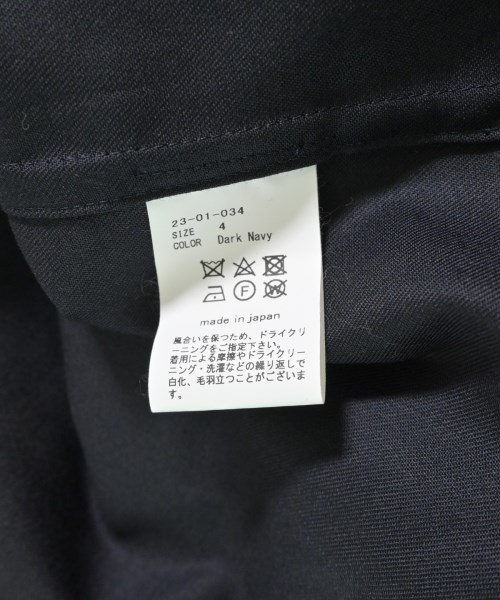 23-01-034
SIZE 4
COLOR Dark Navy
F W
made in japan
風合いを保つため、ドライクリ
ーニングをご指定下さい。
着用による摩擦やドライクリー
ニング・洗濯などの繰り返しで
白化、毛羽立つことがございま
す。